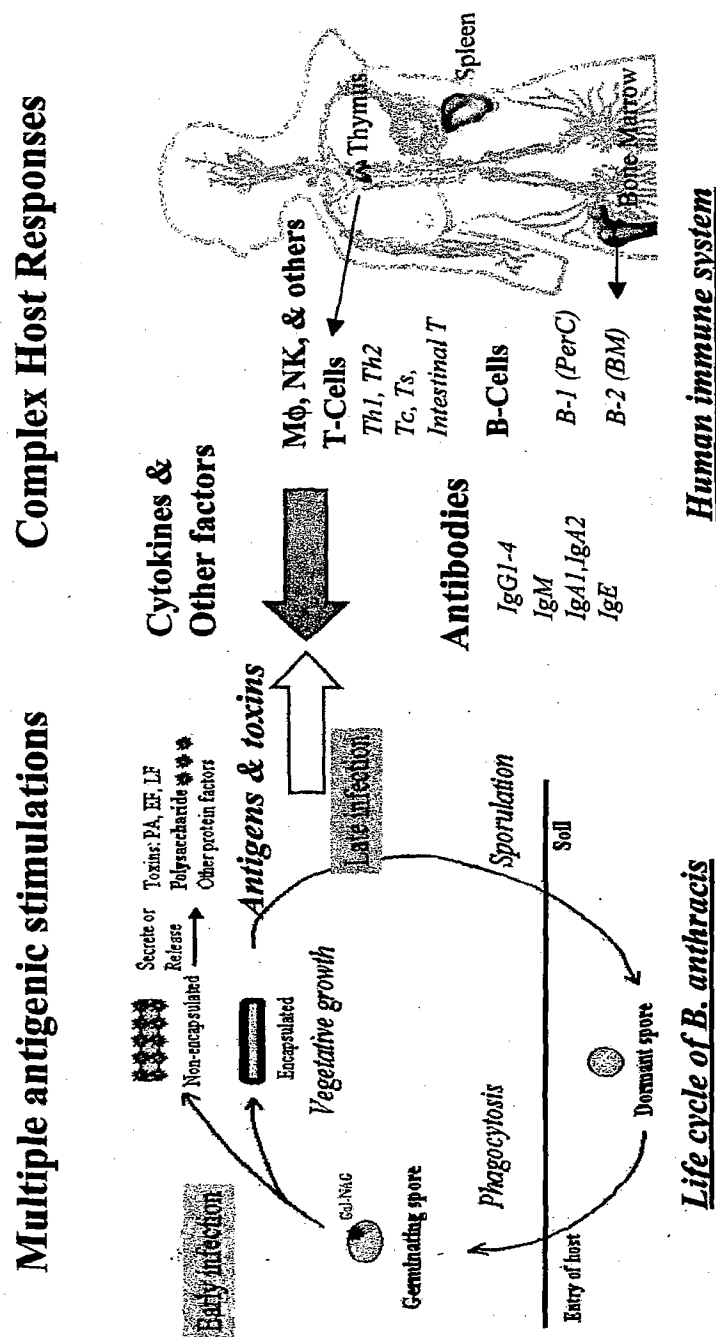 Multiple antigenic stimulations
Complex Host Responses
Early infection
Secrete or
Release
Toxins: PA, EF, LF
Polysaccharide
Other protein factors
Non-encapsulated
Encapsulated
Vegetative growth
Gal-NAG
Germinating spore
Phagocytosis
Antigens & toxins
Late infection
Sporulation
Entry of host
Soil
Dormant spore
Life cycle of B. anthracis
Cytokines &
Other factors
Antibodies
IgG1-4
IgM
IgA1,IgA2
IgE
Mϕ, NK, & others
T-Cells
Th1, Th2
Tc, Ts,
Intestinal T
B-Cells
B-1 (PerC)
B-2 (BM)
Thymus
Spleen
Bone Marrow
Human immune system